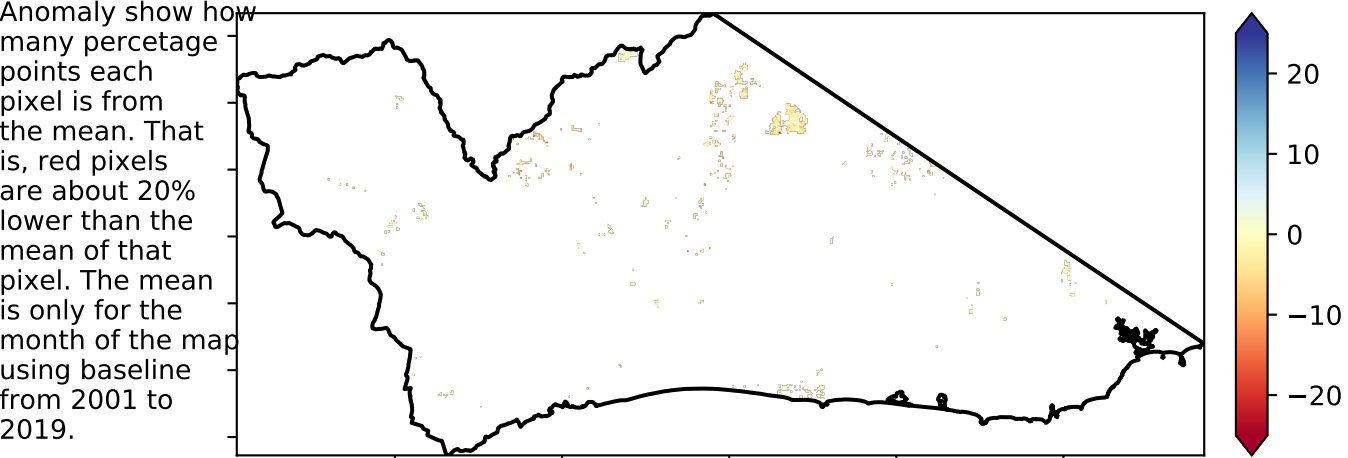 Anomaly show how
many percetage
points each
pixel is from
the mean. That
is, red pixels
are about 20%
lower than the
mean of that
pixel. The mean
is only for the
month of the map
using baseline
from 2001 to
2019.
20
10
0
−10
−20